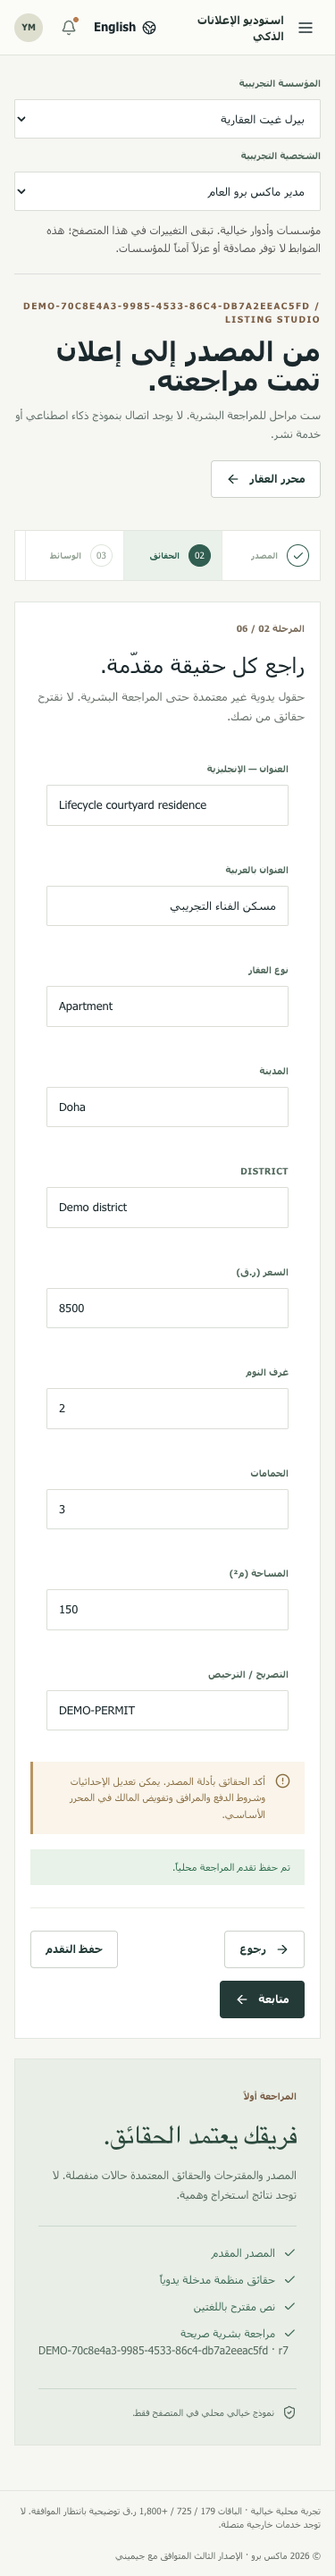 استوديو الإعلانات
الذكي
English
YM
المؤسسة التجريبية
بيرل غيت العقارية
الشخصية التجريبية
مدير ماكس برو العام
مؤسسات وأدوار خيالية. تبقى التغييرات في هذا المتصفح؛ هذه
الضوابط لا توفر مصادقة أو عزلاً آمناً للمؤسسات.
DEMO-70C8E4A3-9985-4533-86C4-DB7A2EEAC5FD /
LISTING STUDIO
من المصدر إلى إعلان
تمت مراجعته.
ست مراحل للمراجعة البشرية. لا يوجد اتصال بنموذج ذكاء اصطناعي أو
خدمة نشر.
محرر العقار
المصدر
02
الحقائق
03
الوسائط
المرحلة 02 / 06
راجع كل حقيقة مقدّمة.
حقول يدوية غير معتمدة حتى المراجعة البشرية. لا نقترح
حقائق من نصك.
العنوان — الإنجليزية
Lifecycle courtyard residence
العنوان بالعربية
مسكن الفناء التجريبي
نوع العقار
Apartment
المدينة
Doha
DISTRICT
Demo district
السعر (ر.ق)
8500
غرف النوم
2
الحمامات
3
المساحة (م²)
150
التصريح / الترخيص
DEMO-PERMIT
أكد الحقائق بأدلة المصدر. يمكن تعديل الإحداثيات
وشروط الدفع والمرافق وتفويض المالك في المحرر
الأساسي.
تم حفظ تقدم المراجعة محلياً.
رجوع
حفظ التقدم
متابعة
المراجعة أولاً
فريقك يعتمد الحقائق.
المصدر والمقترحات والحقائق المعتمدة حالات منفصلة. لا
توجد نتائج استخراج وهمية.
المصدر المقدم
حقائق منظمة مدخلة يدوياً
نص مقترح باللغتين
مراجعة بشرية صريحة
DEMO-70c8e4a3-9985-4533-86c4-db7a2eeac5fd · r7
نموذج خيالي محلي في المتصفح فقط.
تجربة محلية خيالية · الباقات 179 / 725 / +1,800 ر.ق توضيحية بانتظار الموافقة. لا
توجد خدمات خارجية متصلة.
© 2026 ماكس برو · الإصدار الثالث المتوافق مع جيميني